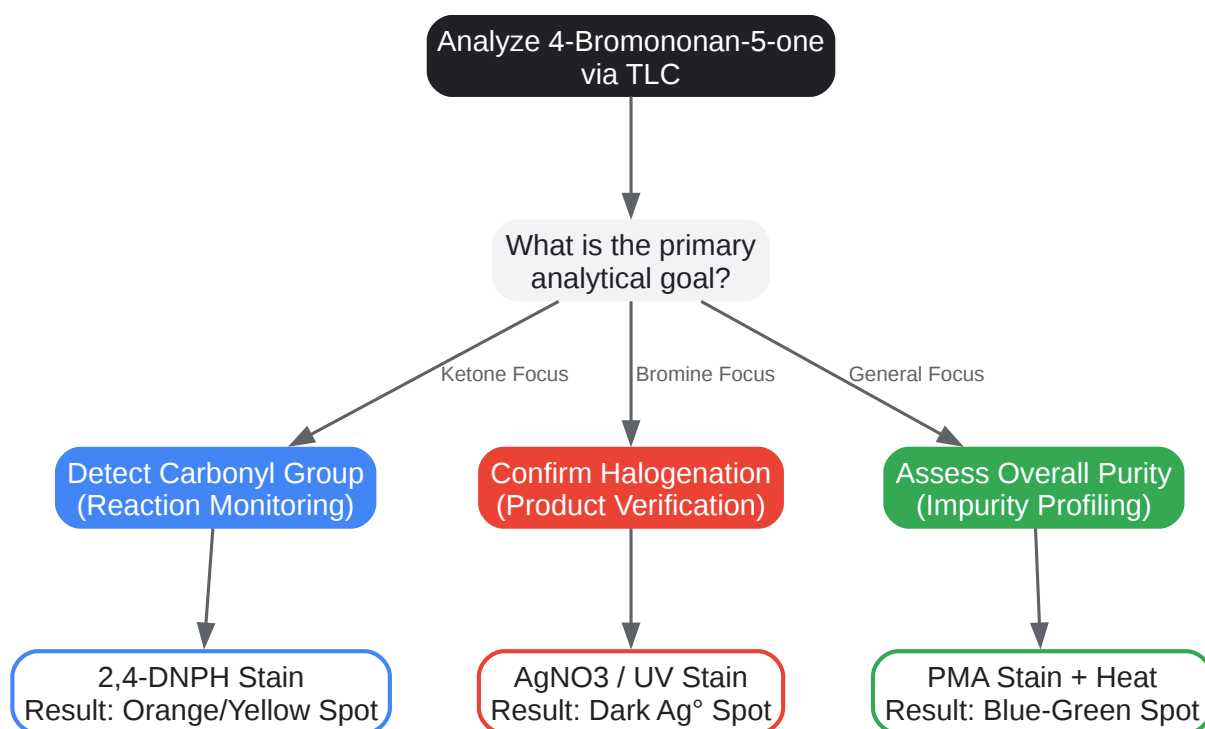 Analyze 4-Bromononan-5-one
via TLC
What is the primary
analytical goal?
Ketone Focus
Bromine Focus
General Focus
Detect Carbonyl Group
(Reaction Monitoring)
Confirm Halogenation
(Product Verification)
Assess Overall Purity
(Impurity Profiling)
2,4-DNPH Stain
Result: Orange/Yellow Spot
AgNO3 / UV Stain
Result: Dark Ag° Spot
PMA Stain + Heat
Result: Blue-Green Spot